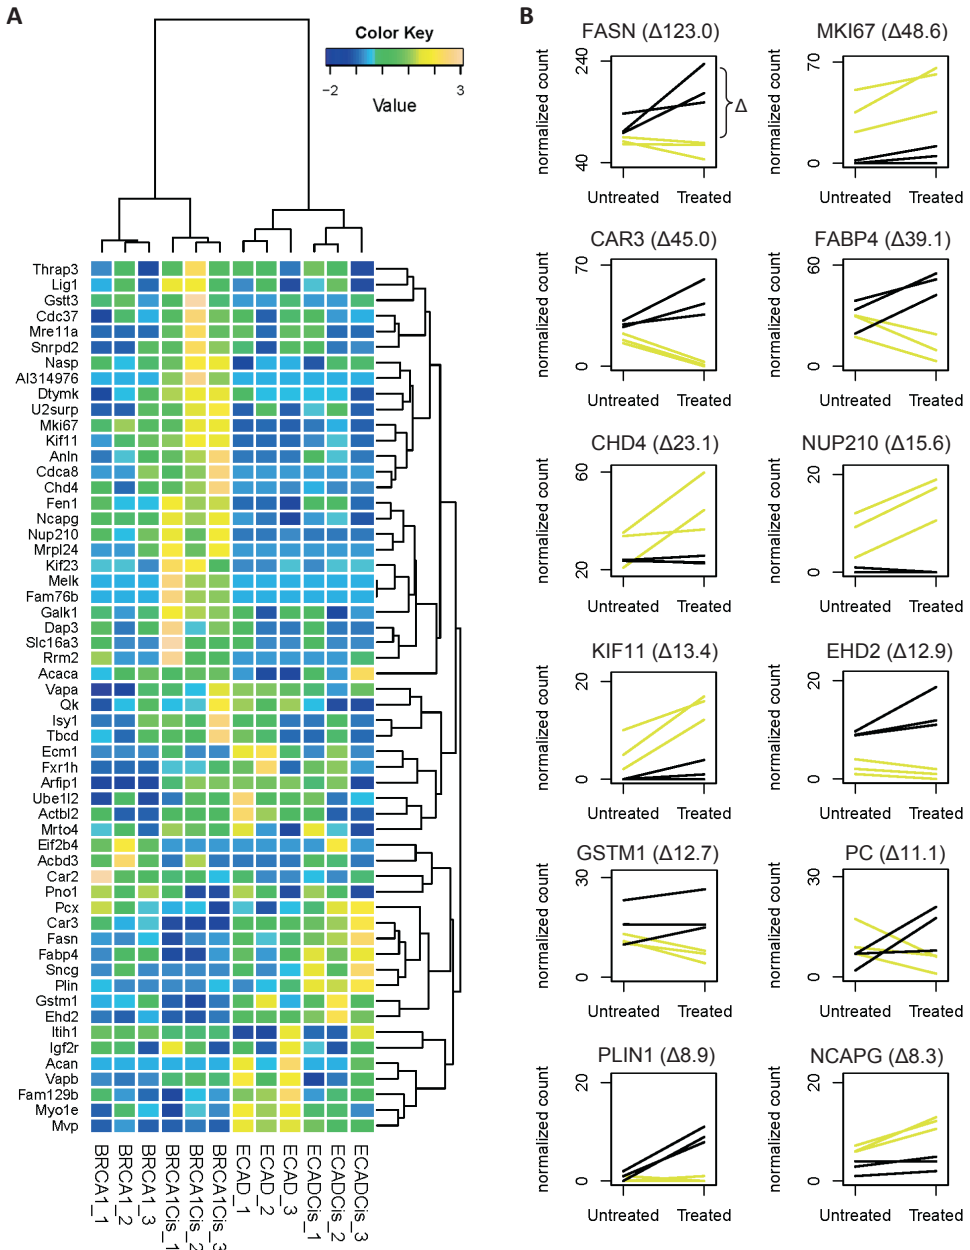 A
Color Key
−2
3
Value
Thrap3
Lig1
Gstt3
Cdc37
Mre11a
Snrpd2
Nasp
AI314976
Dtymk
U2surp
Mki67
Kif11
Anln
Cdca8
Chd4
Fen1
Ncapg
Nup210
Mrpl24
Kif23
Melk
Fam76b
Galk1
Dap3
Slc16a3
Rrm2
Acaca
Vapa
Qk
Isy1
Tbcd
Ecm1
Fxr1h
Arfip1
Ube1l2
Actbl2
Mrto4
Eif2b4
Acbd3
Car2
Pno1
Pcx
Car3
Fasn
Fabp4
Sncg
Plin
Gstm1
Ehd2
Itih1
Igf2r
Acan
Vapb
Fam129b
Myo1e
Mvp
BRCA1_1
BRCA1_2
BRCA1_3
BRCA1Cis_1
BRCA1Cis_2
BRCA1Cis_3
ECAD_1
ECAD_2
ECAD_3
ECADCis_1
ECADCis_2
ECADCis_3
B
FASN (Δ123.0)
normalized count
240
40
Δ
Untreated
Treated
MKI67 (Δ48.6)
normalized count
70
0
Untreated
Treated
CAR3 (Δ45.0)
normalized count
70
0
Untreated
Treated
FABP4 (Δ39.1)
normalized count
60
0
Untreated
Treated
CHD4 (Δ23.1)
normalized count
60
20
Untreated
Treated
NUP210 (Δ15.6)
normalized count
20
0
Untreated
Treated
KIF11 (Δ13.4)
normalized count
20
0
Untreated
Treated
EHD2 (Δ12.9)
normalized count
20
0
Untreated
Treated
GSTM1 (Δ12.7)
normalized count
30
0
Untreated
Treated
PC (Δ11.1)
normalized count
30
0
Untreated
Treated
PLIN1 (Δ8.9)
normalized count
20
0
Untreated
Treated
NCAPG (Δ8.3)
normalized count
20
0
Untreated
Treated